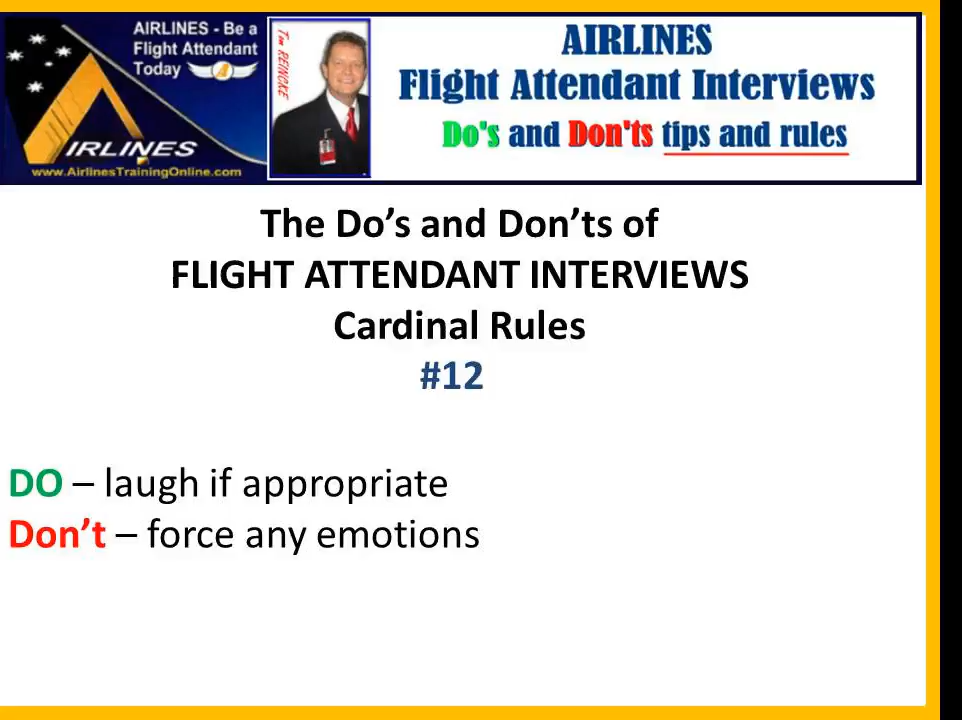 AIRLINES - Be a
Flight Attendant
Today
IRLINES
www.AirlinesTrainingOnline.com
Tom REINCKE
AIRLINES
Flight Attendant Interviews
Do's and Don'ts tips and rules
The Do’s and Don’ts of
FLIGHT ATTENDANT INTERVIEWS
Cardinal Rules
#12
DO – laugh if appropriate
Don’t – force any emotions